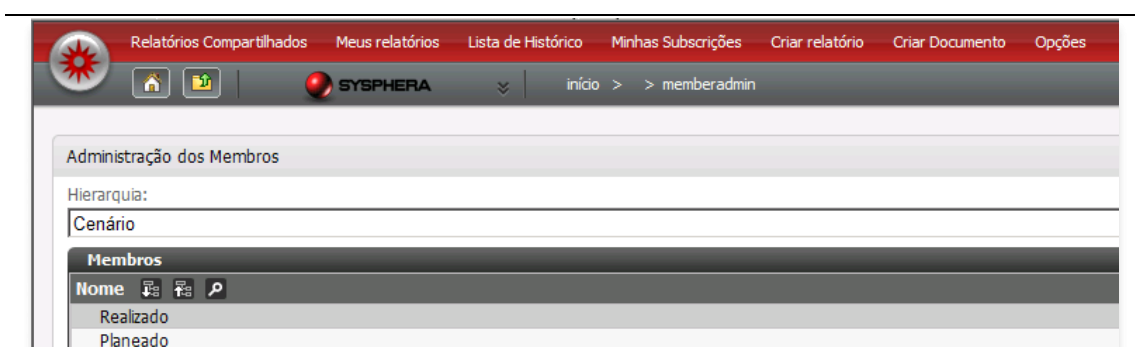 Relatórios Compartilhados Meus relatórios Lista de Histórico Minhas Subscrições Criar relatório Criar Documento Opções
SYSPHERA início > > memberadmin
Administração dos Membros
Hierarquia:
Cenário
Membros
Nome
Realizado
Planeado